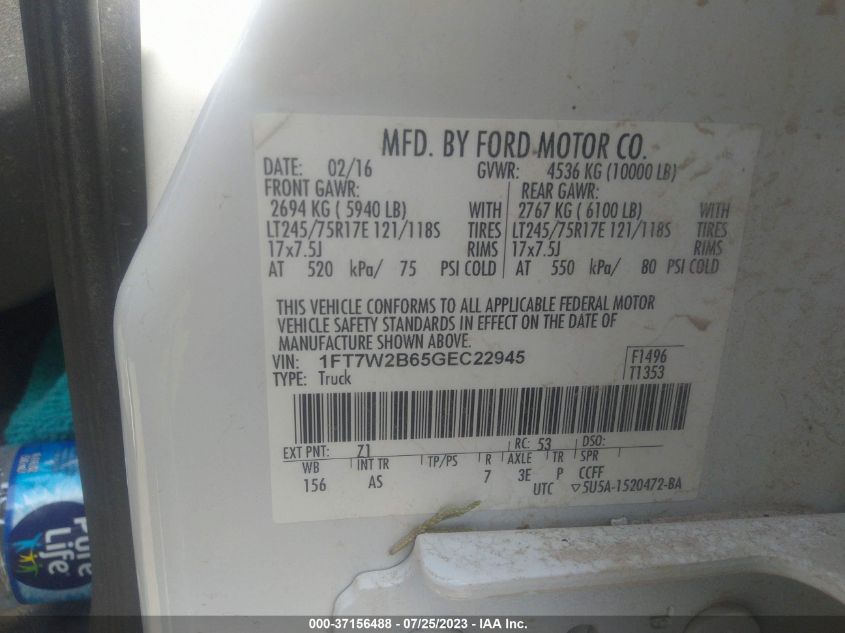 MFD. BY FORD MOTOR CO.
DATE: 02/16 GVWR: 4536 KG (10000 LB)
FRONT GAWR: REAR GAWR:
2694 KG ( 5940 LB) WITH 2767 KG ( 6100 LB) WITH
LT245/75R17E 121/118S TIRES LT245/75R17E 121/118S TIRES
17x7.5J RIMS 17x7.5J RIMS
AT 520 kPa/ 75 PSI COLD AT 550 kPa/ 80 PSI COLD
THIS VEHICLE CONFORMS TO ALL APPLICABLE FEDERAL MOTOR
VEHICLE SAFETY STANDARDS IN EFFECT ON THE DATE OF
MANUFACTURE SHOWN ABOVE.
VIN: 1FT7W2B65GEC22945 F1496
TYPE: Truck T1353
EXT PNT: Z1 RC: 53 DSO:
WB INT TR TP/PS R AXLE TR SPR
156 AS 7 3E P CCFF
UTC ▽5U5A-1520472-BA
Pure
Life
000-37156488 - 07/25/2023 - IAA Inc.